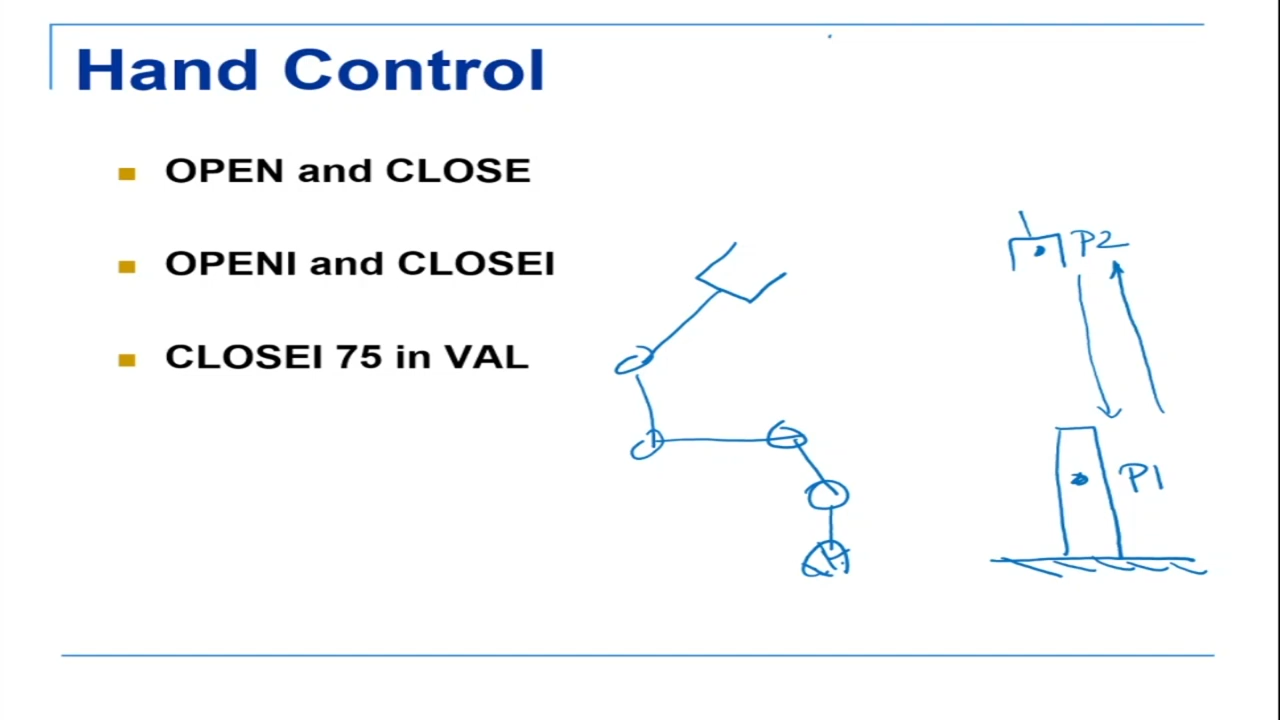 Hand Control
OPEN and CLOSE
OPENI and CLOSEI
CLOSEI 75 in VAL
P2
P1